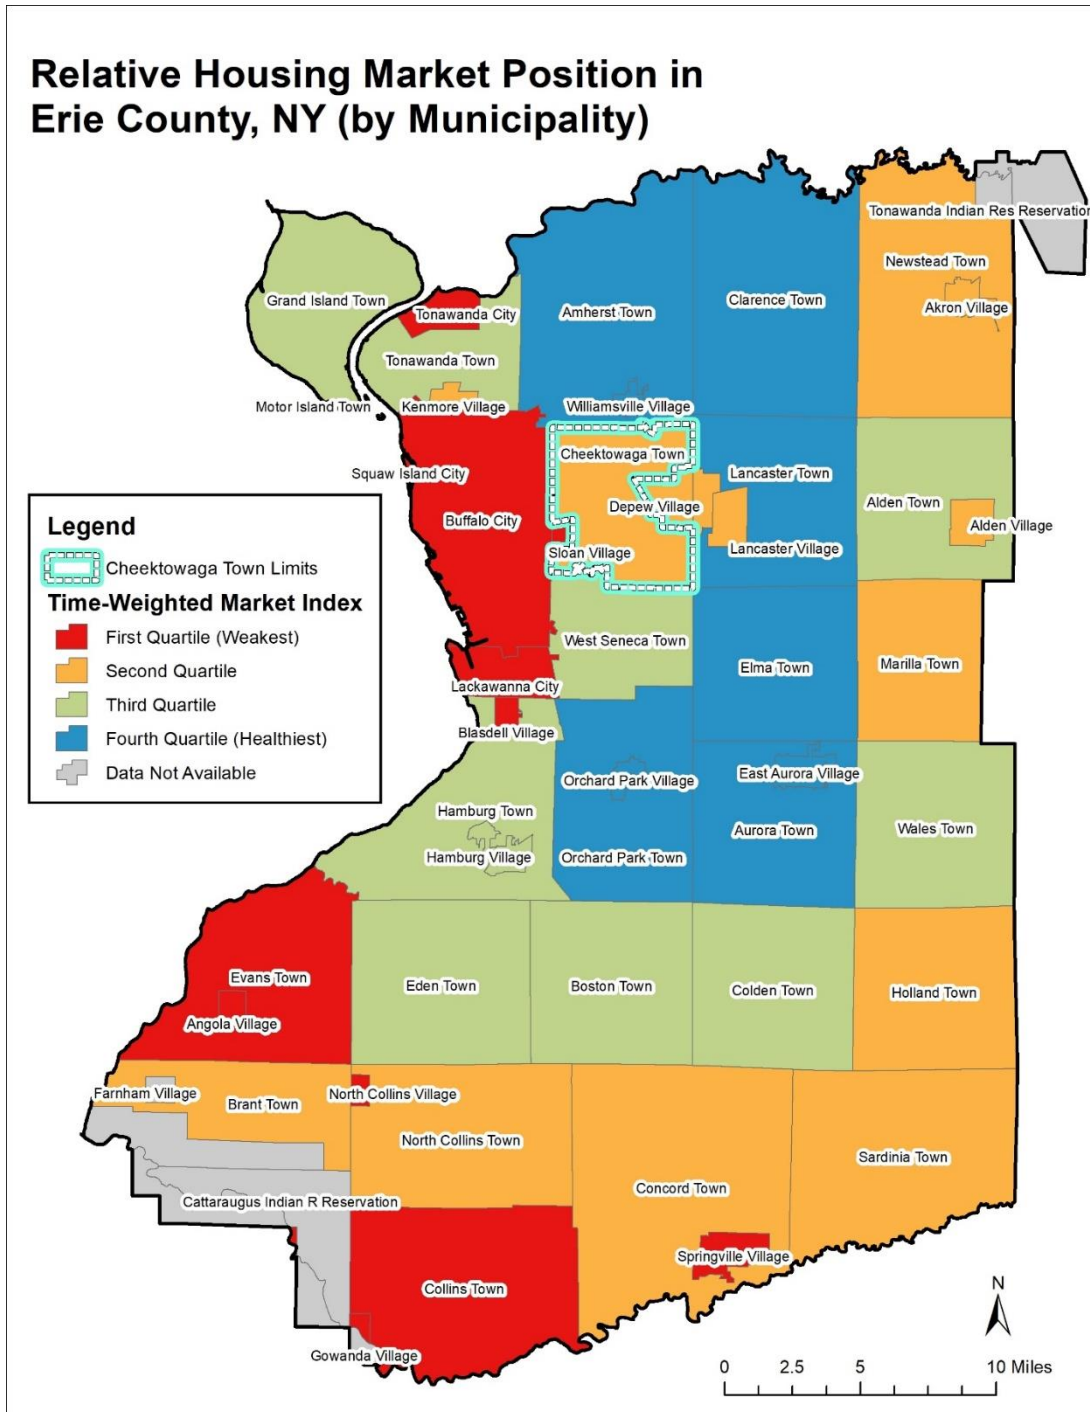 Relative Housing Market Position in
Erie County, NY (by Municipality)
Tonawanda Indian Res Reservation
Newstead Town
Grand Island Town
Clarence Town
Amherst Town
Tonawanda City
Akron Village
Tonawanda Town
Motor Island Town
Kenmore Village
Williamsville Village
Cheektowaga Town
Squaw Island City
Lancaster Town
Alden Town
Depew Village
Buffalo City
Alden Village
Sloan Village
Lancaster Village
Legend
Cheektowaga Town Limits
Time-Weighted Market Index
First Quartile (Weakest)
Second Quartile
Third Quartile
Fourth Quartile (Healthiest)
Data Not Available
West Seneca Town
Elma Town
Marilla Town
Lackawanna City
Blasdell Village
Orchard Park Village
East Aurora Village
Hamburg Town
Aurora Town
Wales Town
Hamburg Village
Orchard Park Town
Evans Town
Eden Town
Boston Town
Colden Town
Holland Town
Angola Village
Farnham Village
Brant Town
North Collins Village
North Collins Town
Sardinia Town
Concord Town
Cattaraugus Indian R Reservation
Springville Village
Collins Town
Gowanda Village
N
0 2.5 5 10 Miles